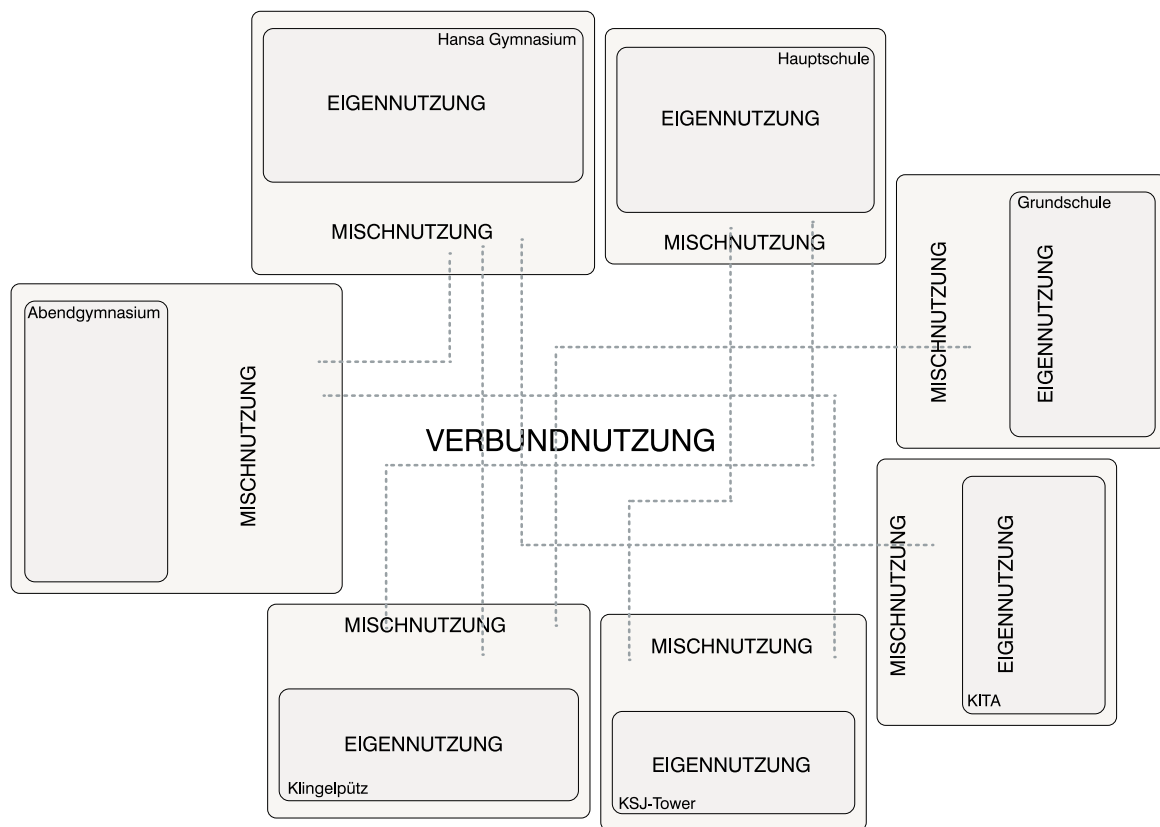 Hansa Gymnasium
EIGENNUTZUNG
MISCHNUTZUNG
Hauptschule
EIGENNUTZUNG
MISCHNUTZUNG
Grundschule
MISCHNUTZUNG
EIGENNUTZUNG
Abendgymnasium
MISCHNUTZUNG
VERBUNDNUTZUNG
MISCHNUTZUNG
EIGENNUTZUNG
KITA
MISCHNUTZUNG
EIGENNUTZUNG
Klingelpütz
MISCHNUTZUNG
EIGENNUTZUNG
KSJ-Tower